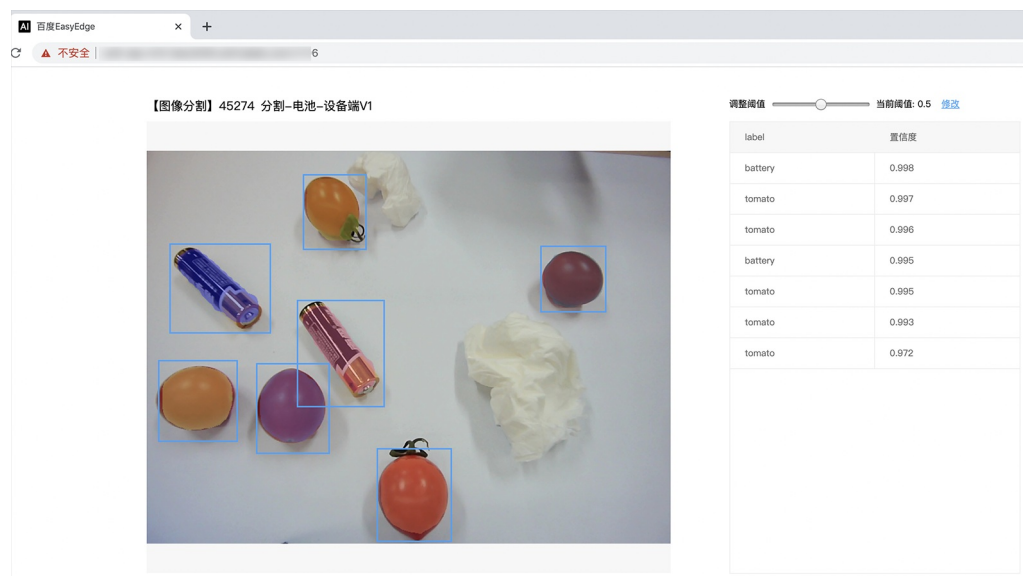 AI 百度EasyEdge
不安全 6
【图像分割】45274 分割-电池-设备端V1
调整阈值 当前阈值: 0.5 修改
label 置信度
battery 0.998
tomato 0.997
tomato 0.996
battery 0.995
tomato 0.995
tomato 0.993
tomato 0.972